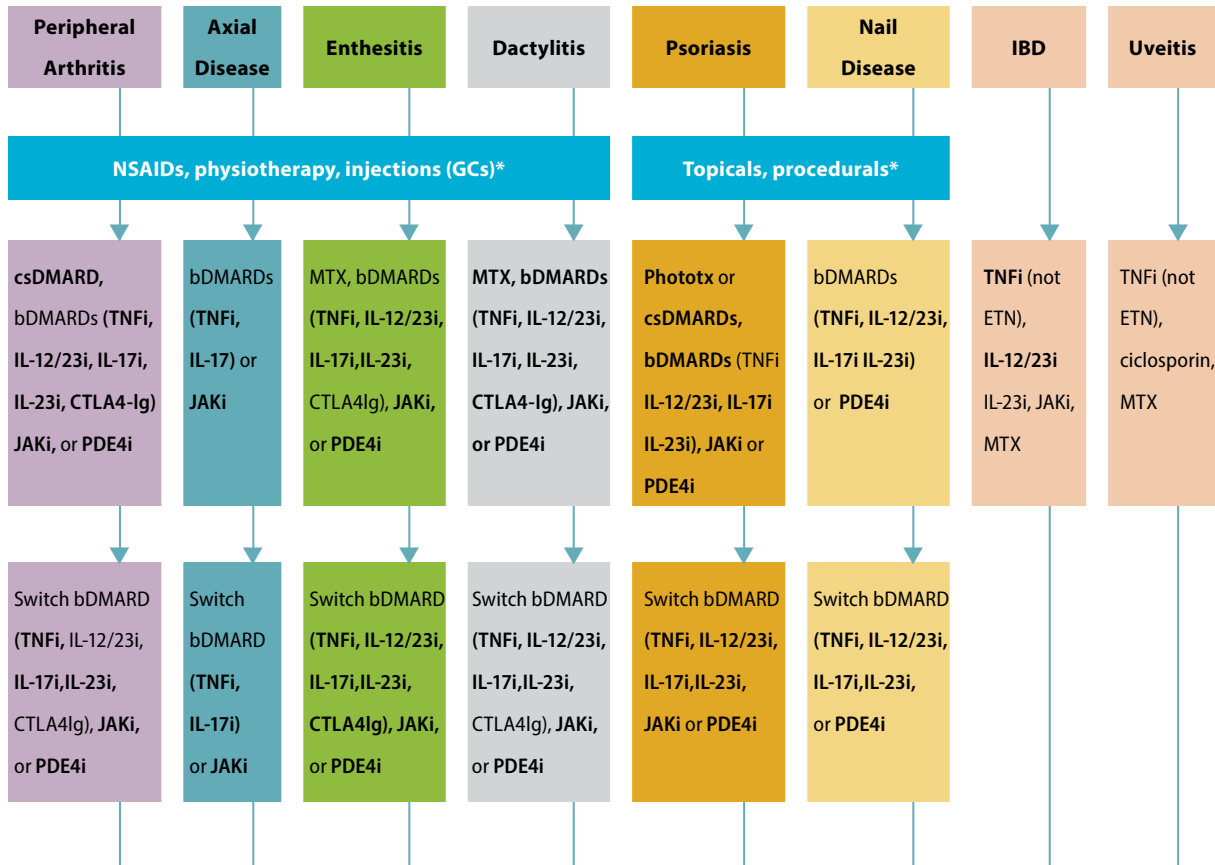 Peripheral
Arthritis
Axial
Disease
Enthesitis
Dactylitis
Psoriasis
Nail
Disease
IBD
Uveitis
NSAIDs, physiotherapy, injections (GCs)*
Topicals, procedurals*
csDMARD,
bDMARDs (TNFi,
IL-12/23i, IL-17i,
IL-23i, CTLA4-lg)
JAKi, or PDE4i
bDMARDs
(TNFi,
IL-17) or
JAKi
MTX, bDMARDs
(TNFi, IL-12/23i,
IL-17i,IL-23i,
CTLA4lg), JAKi,
or PDE4i
MTX, bDMARDs
(TNFi, IL-12/23i,
IL-17i, IL-23i,
CTLA4-lg), JAKi,
or PDE4i
Phototx or
csDMARDs,
bDMARDs (TNFi
IL-12/23i, IL-17i
IL-23i), JAKi or
PDE4i
bDMARDs
(TNFi, IL-12/23i,
IL-17i IL-23i)
or PDE4i
TNFi (not
ETN),
IL-12/23i
IL-23i, JAKi,
MTX
TNFi (not
ETN),
ciclosporin,
MTX
Switch bDMARD
(TNFi, IL-12/23i,
IL-17i,IL-23i,
CTLA4lg), JAKi,
or PDE4i
Switch
bDMARD
(TNFi,
IL-17i)
or JAKi
Switch bDMARD
(TNFi, IL-12/23i,
IL-17i,IL-23i,
CTLA4lg), JAKi,
or PDE4i
Switch bDMARD
(TNFi, IL-12/23i,
IL-17i,IL-23i,
CTLA4lg), JAKi,
or PDE4i
Switch bDMARD
(TNFi, IL-12/23i,
IL-17i,IL-23i,
JAKi or PDE4i
Switch bDMARD
(TNFi, IL-12/23i,
IL-17i,IL-23i,
or PDE4i